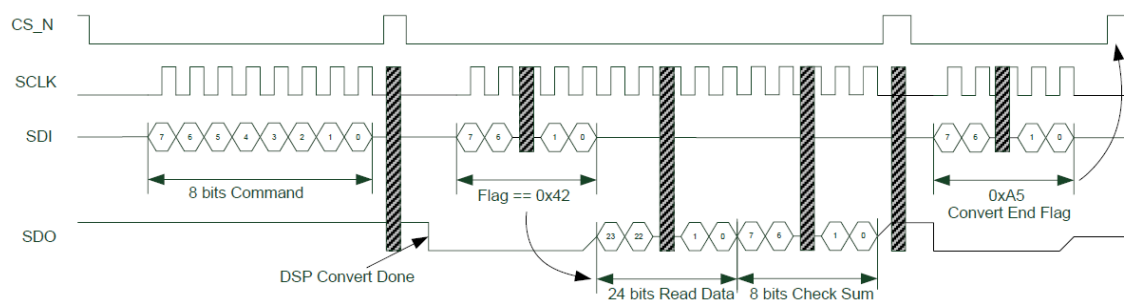 CS_N
SCLK
SDI
7 6 5 4 3 2 1 0 7 6 1 0 7 6 1 0
8 bits Command
Flag == 0x42
0xA5
Convert End Flag
SDO
23 22 1 0 7 6 1 0
DSP Convert Done
24 bits Read Data
8 bits Check Sum